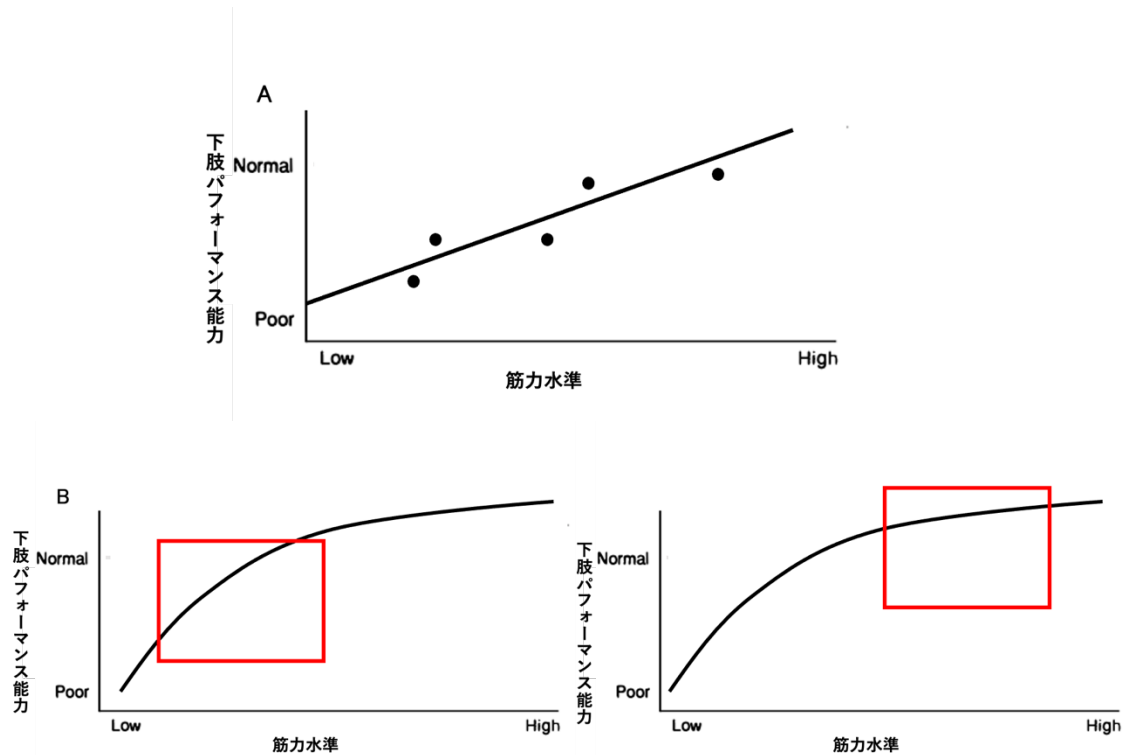 A
下肢パフォーマンス能力
Normal
Poor
Low
High
筋力水準
B
下肢パフォーマンス能力
Normal
Poor
Low
High
筋力水準
下肢パフォーマンス能力
Normal
Poor
Low
High
筋力水準